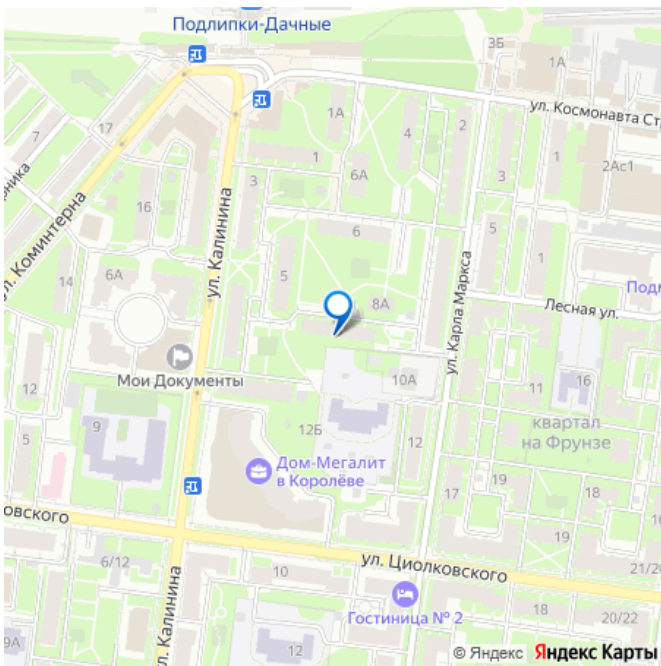 Подлипки-Дачные
3Б
1А
ул. Космонавта Ст
1А
4
2
17
7
1
2Ас1
6А
3
3
1
16
ул. Калинина
6
5
ул. Коминтерна
ул. Карла Маркса
1
6А
5
14
8А
Подм
Лесная ул.
Мои Документы
10А
12
11
16
9
12Б
квартал
на Фрунзе
5
12
Дом-Мегалит
в Королёве
17
19
18
16
овского
19
6/12
ул. Циолковского
21/20
10
ул. Калинина
Гостиница № 2
18
20/22
9А
12
© Яндекс Яндекс Карты